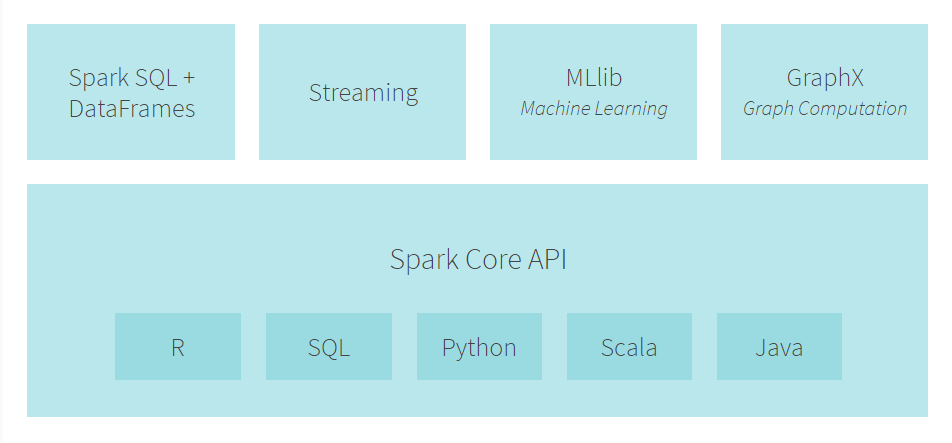 Spark SQL +
DataFrames
Streaming
MLlib
Machine Learning
GraphX
Graph Computation
Spark Core API
R
SQL
Python
Scala
Java